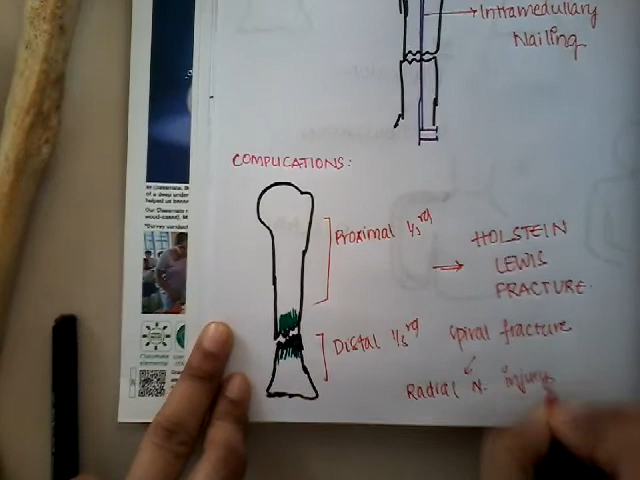 Intramedullary
Nailing
COMPLICATIONS:
Proximal 1/3rd
HOLSTEIN
LEWIS
FRACTURE.
Distal 1/3rd
Spiral fracture
Radial N. injury